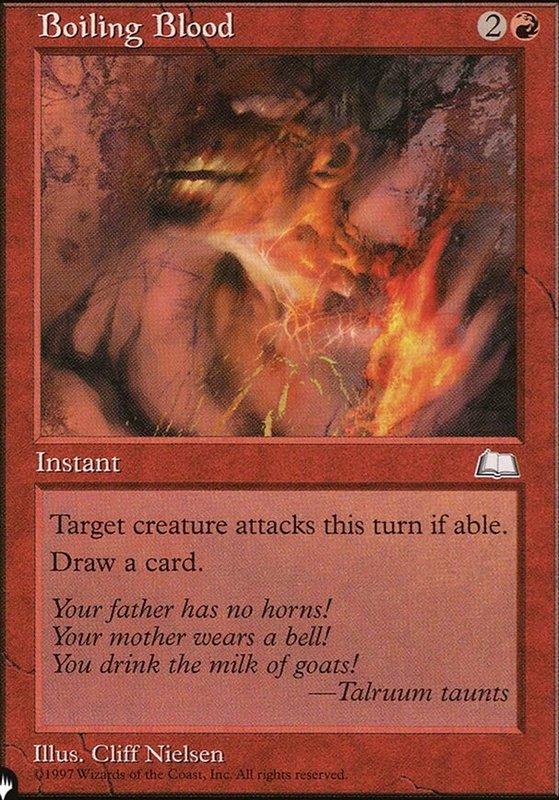 Boiling Blood 2
Instant
Target creature attacks this turn if able.
Draw a card.
Your father has no horns!
Your mother wears a bell!
You drink the milk of goats!
—Talruum taunts
Illus. Cliff Nielsen
©1997 Wizards of the Coast, Inc. All rights reserved.